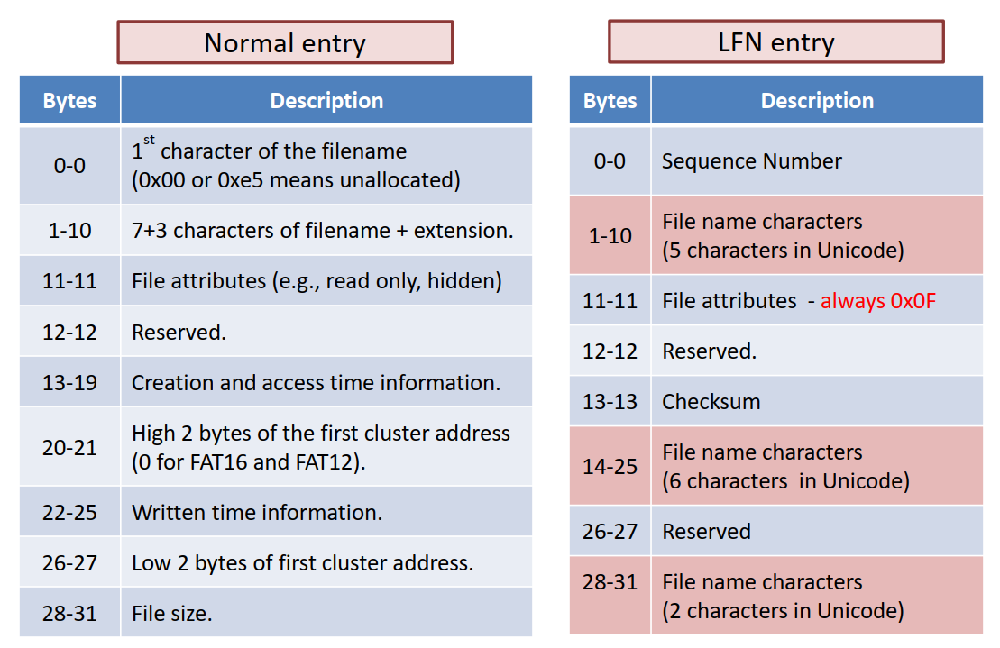 Normal entry
Bytes Description
0-0 1st character of the filename
(0x00 or 0xe5 means unallocated)
1-10 7+3 characters of filename + extension.
11-11 File attributes (e.g., read only, hidden)
12-12 Reserved.
13-19 Creation and access time information.
20-21 High 2 bytes of the first cluster address
(0 for FAT16 and FAT12).
22-25 Written time information.
26-27 Low 2 bytes of first cluster address.
28-31 File size.
LFN entry
Bytes Description
0-0 Sequence Number
1-10 File name characters
(5 characters in Unicode)
11-11 File attributes - always 0x0F
12-12 Reserved.
13-13 Checksum
14-25 File name characters
(6 characters in Unicode)
26-27 Reserved
28-31 File name characters
(2 characters in Unicode)